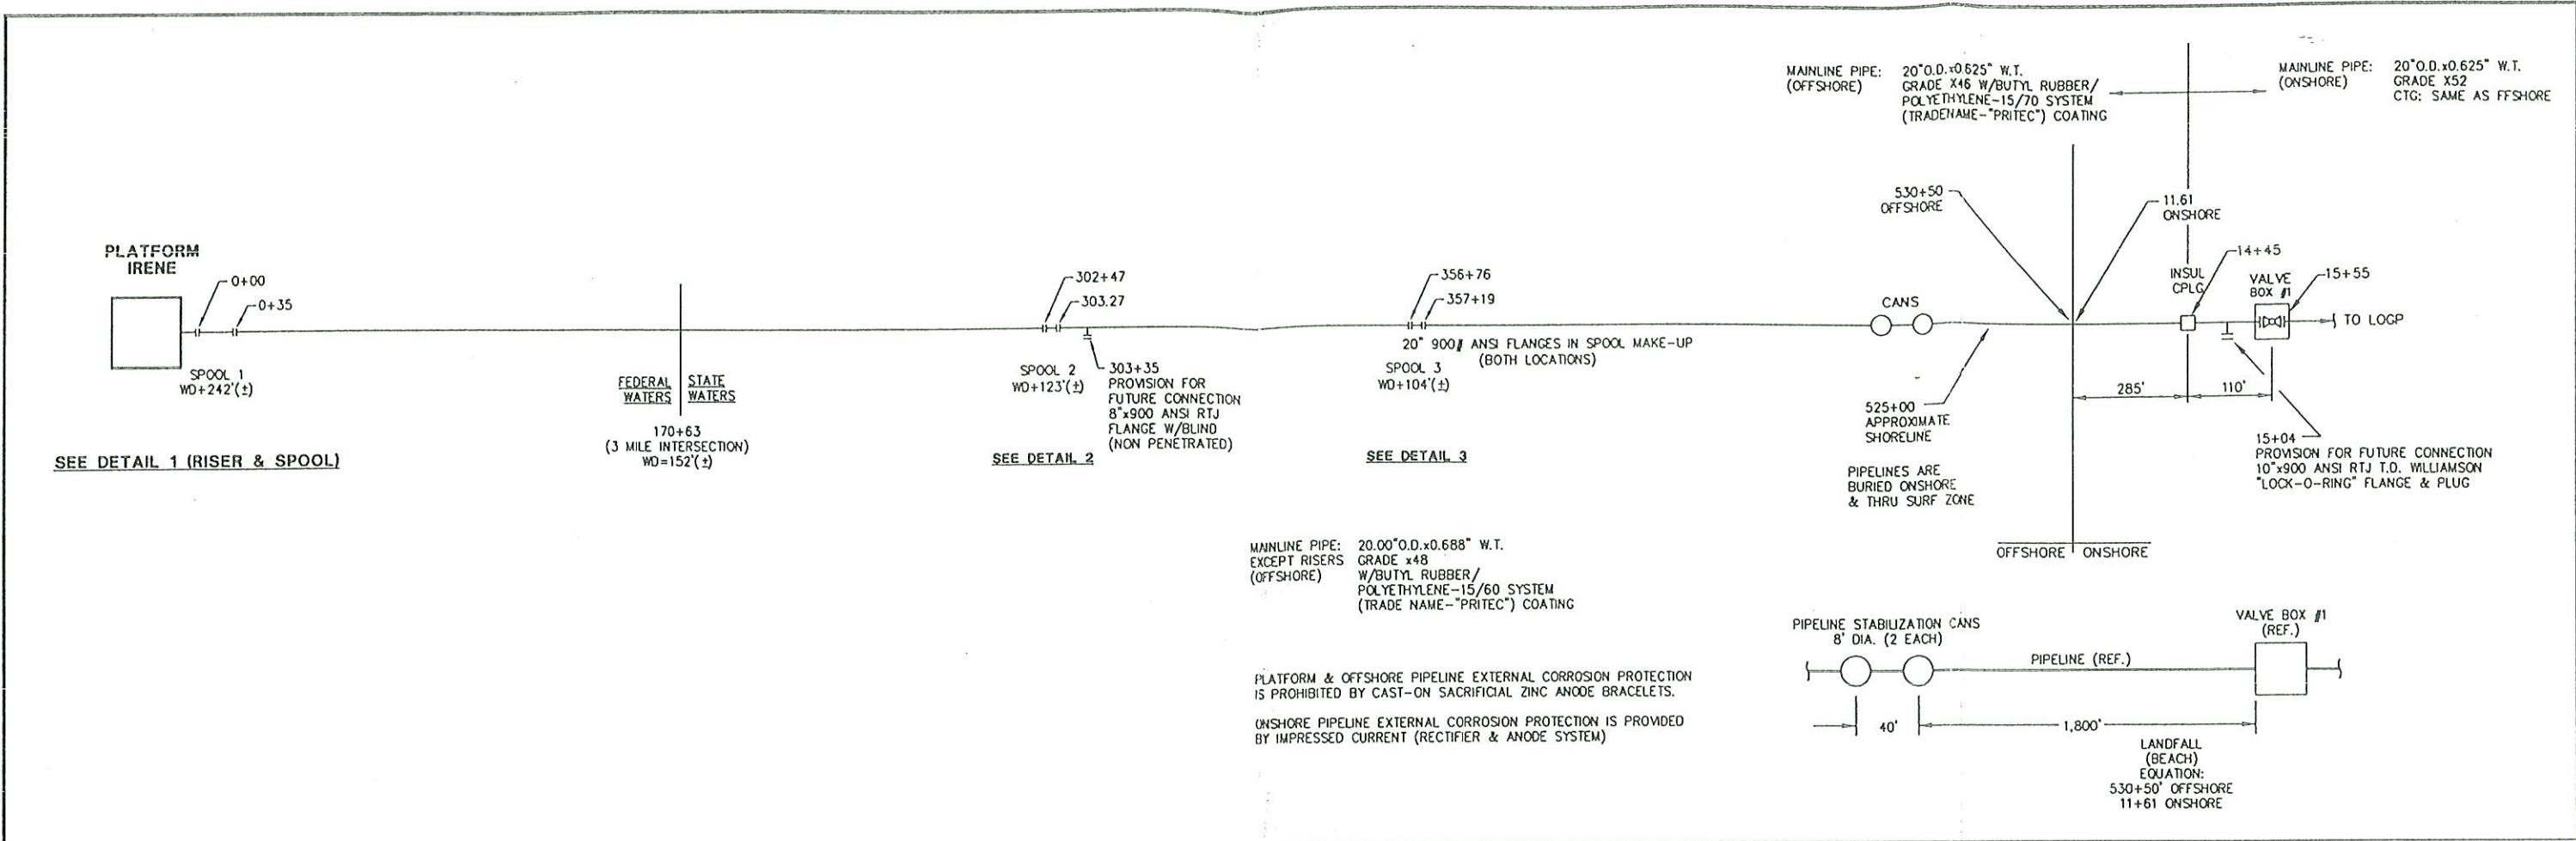 MAINLINE PIPE: 20"O.D.x0.625" W.T.
(OFFSHORE) GRADE X46 W/BUTYL RUBBER/
POLYETHYLENE-15/70 SYSTEM
(TRADENAME-"PRITEC") COATING
MAINLINE PIPE: 20"O.D.x0.625" W.T.
(ONSHORE) GRADE X52
CTG: SAME AS FFSHORE
PLATFORM
IRENE
0+00
0+35
SPOOL 1
WD+242'(±)
SEE DETAIL 1 (RISER & SPOOL)
FEDERAL STATE
WATERS WATERS
170+63
(3 MILE INTERSECTION)
WD=152'(±)
302+47
303.27
SPOOL 2
WD+123'(±)
SEE DETAIL 2
303+35
PROVISION FOR
FUTURE CONNECTION
8"x900 ANSI RTJ
FLANGE W/BLIND
(NON PENETRATED)
356+76
357+19
20" 900# ANSI FLANGES IN SPOOL MAKE-UP
(BOTH LOCATIONS)
SPOOL 3
WD+104'(±)
SEE DETAIL 3
CANS
530+50
OFFSHORE
11.61
ONSHORE
525+00
APPROXIMATE
SHORELINE
PIPELINES ARE
BURIED ONSHORE
& THRU SURF ZONE
INSUL
CPLG
14+45
VALVE
BOX #1
15+55
TO LOGP
285'
110'
15+04
PROVISION FOR FUTURE CONNECTION
10"x900 ANSI RTJ T.D. WILLIAMSON
"LOCK-O-RING" FLANGE & PLUG
OFFSHORE ONSHORE
MAINLINE PIPE: 20.00"O.D.x0.688" W.T.
EXCEPT RISERS GRADE x48
(OFFSHORE) W/BUTYL RUBBER/
POLYETHYLENE-15/60 SYSTEM
(TRADE NAME-"PRITEC") COATING
PLATFORM & OFFSHORE PIPELINE EXTERNAL CORROSION PROTECTION
IS PROHIBITED BY CAST-ON SACRIFICIAL ZINC ANODE BRACELETS.
ONSHORE PIPELINE EXTERNAL CORROSION PROTECTION IS PROVIDED
BY IMPRESSED CURRENT (RECTIFIER & ANODE SYSTEM)
PIPELINE STABILIZATION CANS
8' DIA. (2 EACH)
PIPELINE (REF.)
VALVE BOX #1
(REF.)
40'
1,800'
LANDFALL
(BEACH)
EQUATION:
530+50' OFFSHORE
11+61 ONSHORE